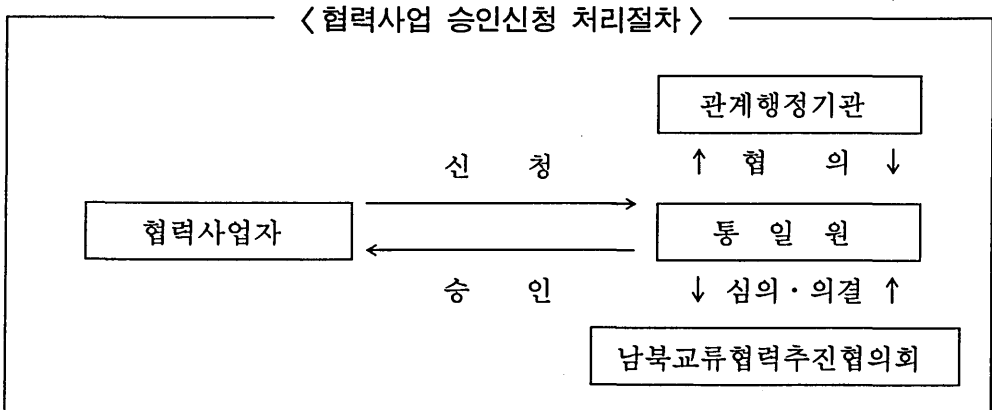 〈협력사업 승인신청 처리절차〉
관계행정기관
신 청
↑ 협 의 ↓
협력사업자
통 일 원
승 인
↓ 심의 · 의결 ↑
남북교류협력추진협의회